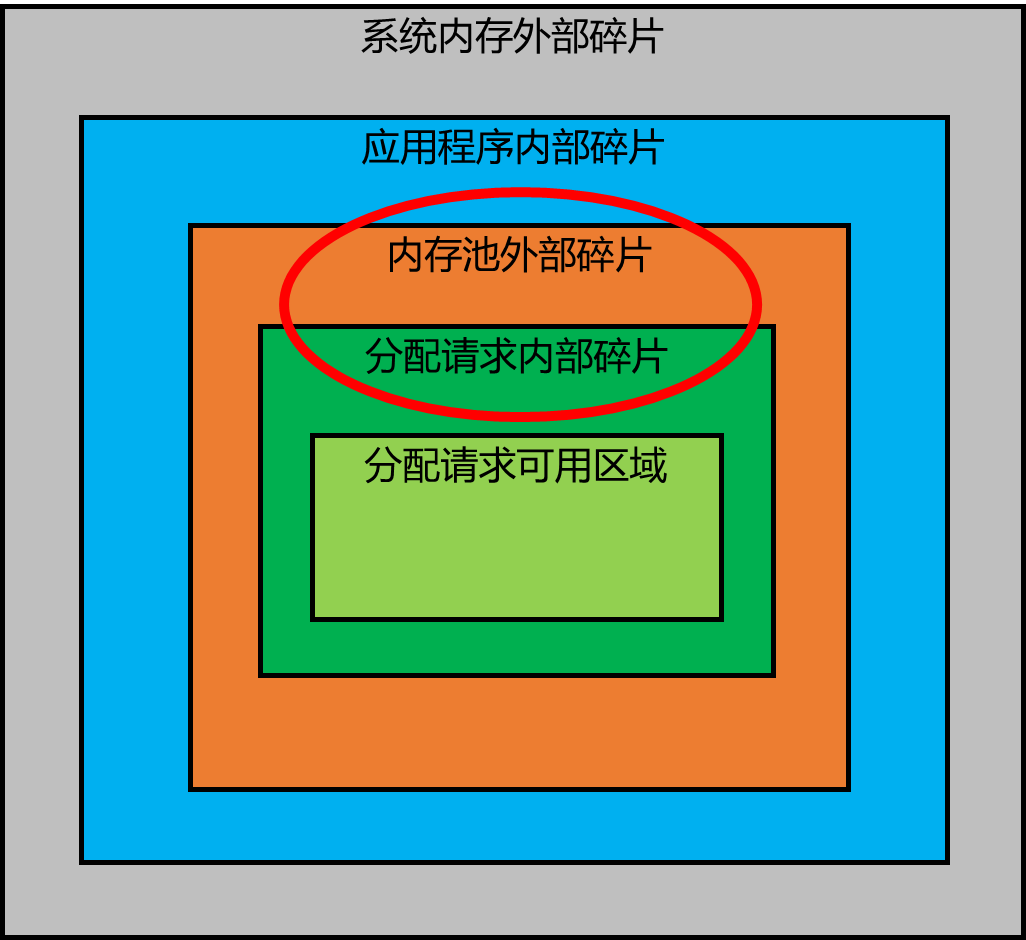 系统内存外部碎片
应用程序内部碎片
内存池外部碎片
分配请求内部碎片
分配请求可用区域